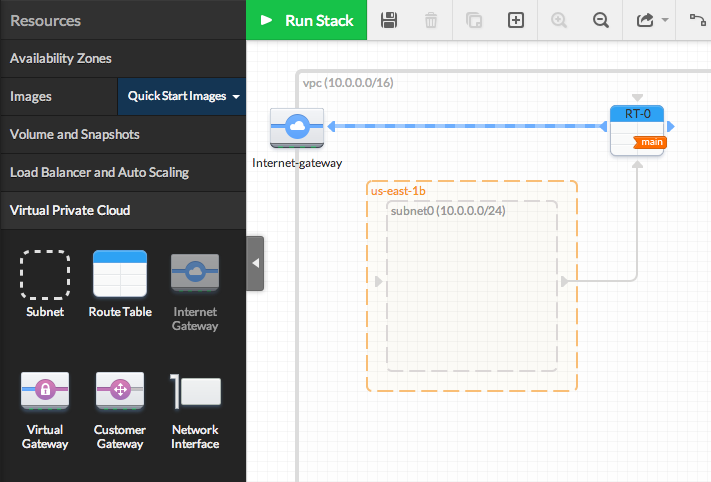 Resources
Run Stack
Availability Zones
Images
Quick Start Images
Volume and Snapshots
Load Balancer and Auto Scaling
Virtual Private Cloud
Subnet
Route Table
Internet
Gateway
Virtual
Gateway
Customer
Gateway
Network
Interface
vpc (10.0.0.0/16)
Internet-gateway
RT-0
main
us-east-1b
subnet0 (10.0.0.0/24)